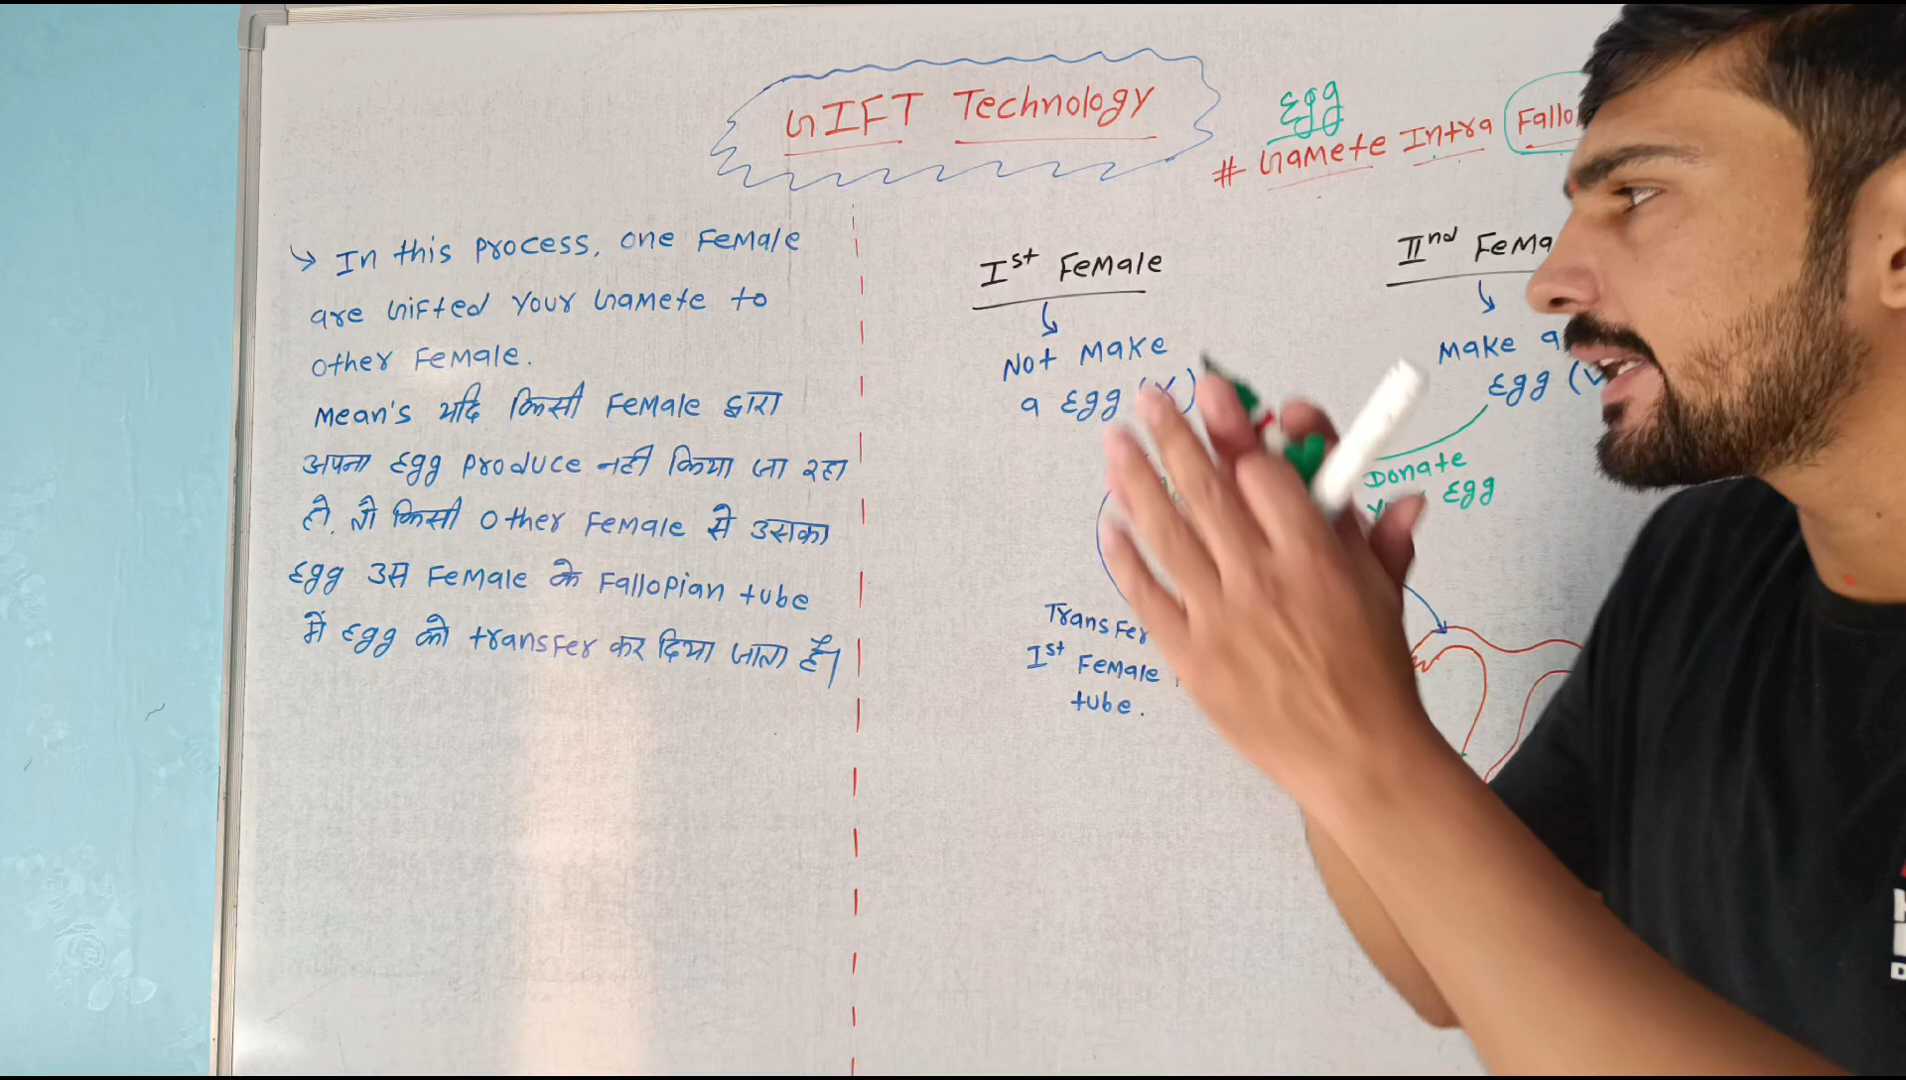 GIFT Technology
Egg
# Gamete Intra Fallo
→ In this process, one Female
are Gifted Your Gamete to
Other Female.
Mean's यदि किसी Female द्वारा
अपना Egg Produce नही किया जा रहा
हो, तो किसी Other Female से उसका
Egg उस Female के Fallopian tube
में Egg को transfer कर दिया जाता है।
Ist Female
Not Make
a Egg (X)
Transfer
Ist Female
tube.
IInd Fema
Make a
Egg (
Donate
Egg